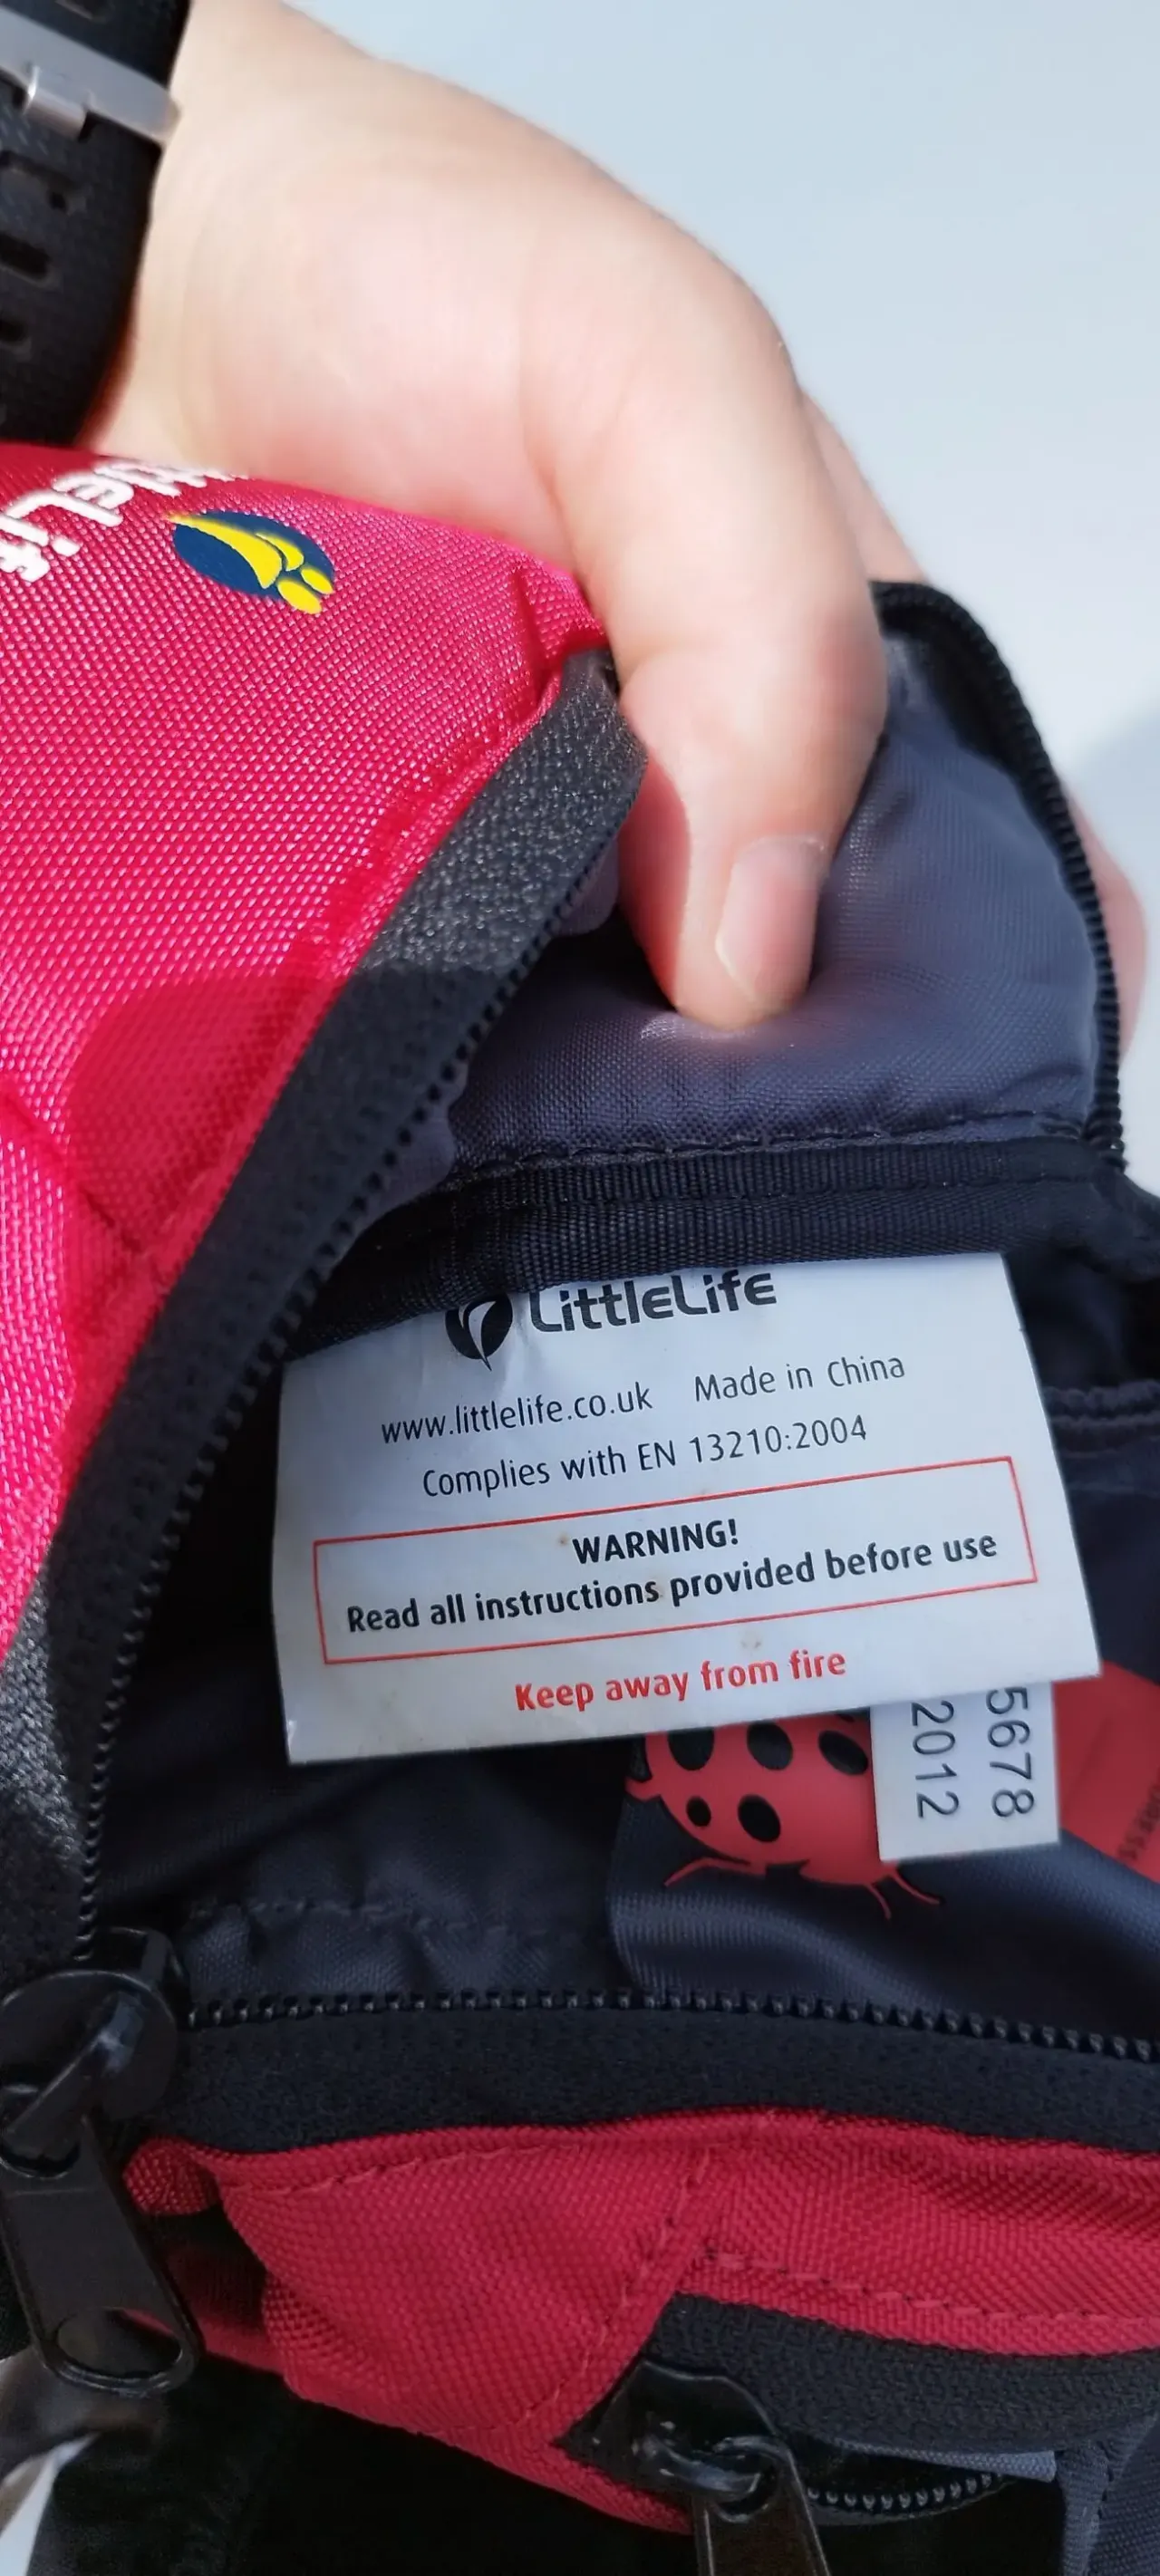 LittleLife
www.littlelife.co.uk Made in China
Complies with EN 13210:2004
WARNING!
Read all instructions provided before use
Keep away from fire
5678
2012